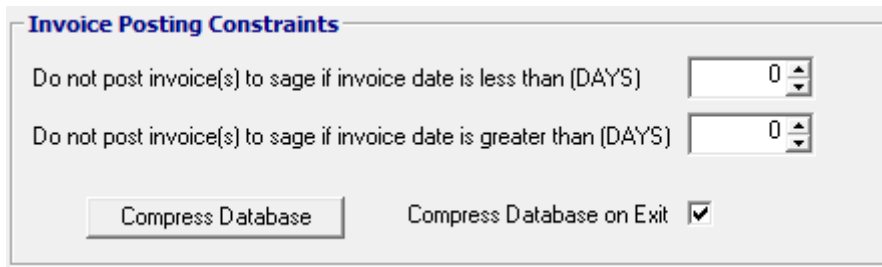 Invoice Posting Constraints
Do not post invoice(s) to sage if invoice date is less than (DAYS) 0
Do not post invoice(s) to sage if invoice date is greater than (DAYS) 0
Compress Database Compress Database on Exit